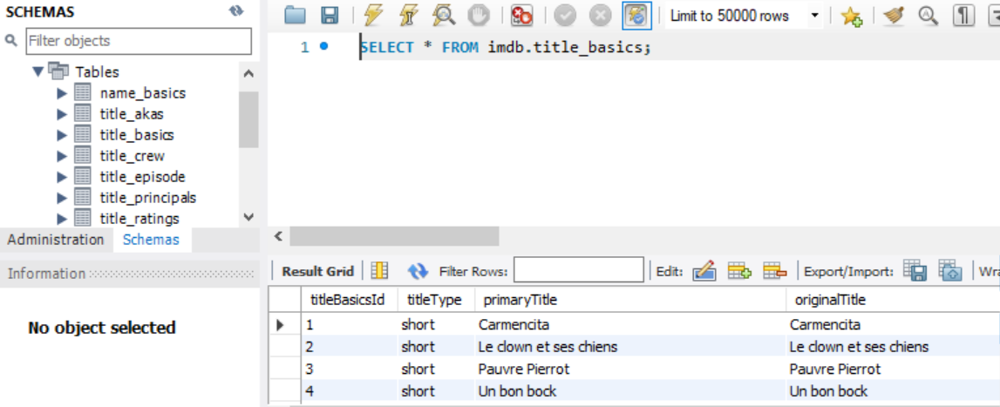 SCHEMAS
Filter objects
Tables
name_basics
title_akas
title_basics
title_crew
title_episode
title_principals
title_ratings
Administration Schemas
Information
No object selected
Limit to 50000 rows
1 SELECT * FROM imdb.title_basics;
Result Grid Filter Rows: Edit: Export/Import: Wra
titleBasicsId titleType primaryTitle originalTitle
1 short Carmencita Carmencita
2 short Le clown et ses chiens Le clown et ses chiens
3 short Pauvre Pierrot Pauvre Pierrot
4 short Un bon bock Un bon bock